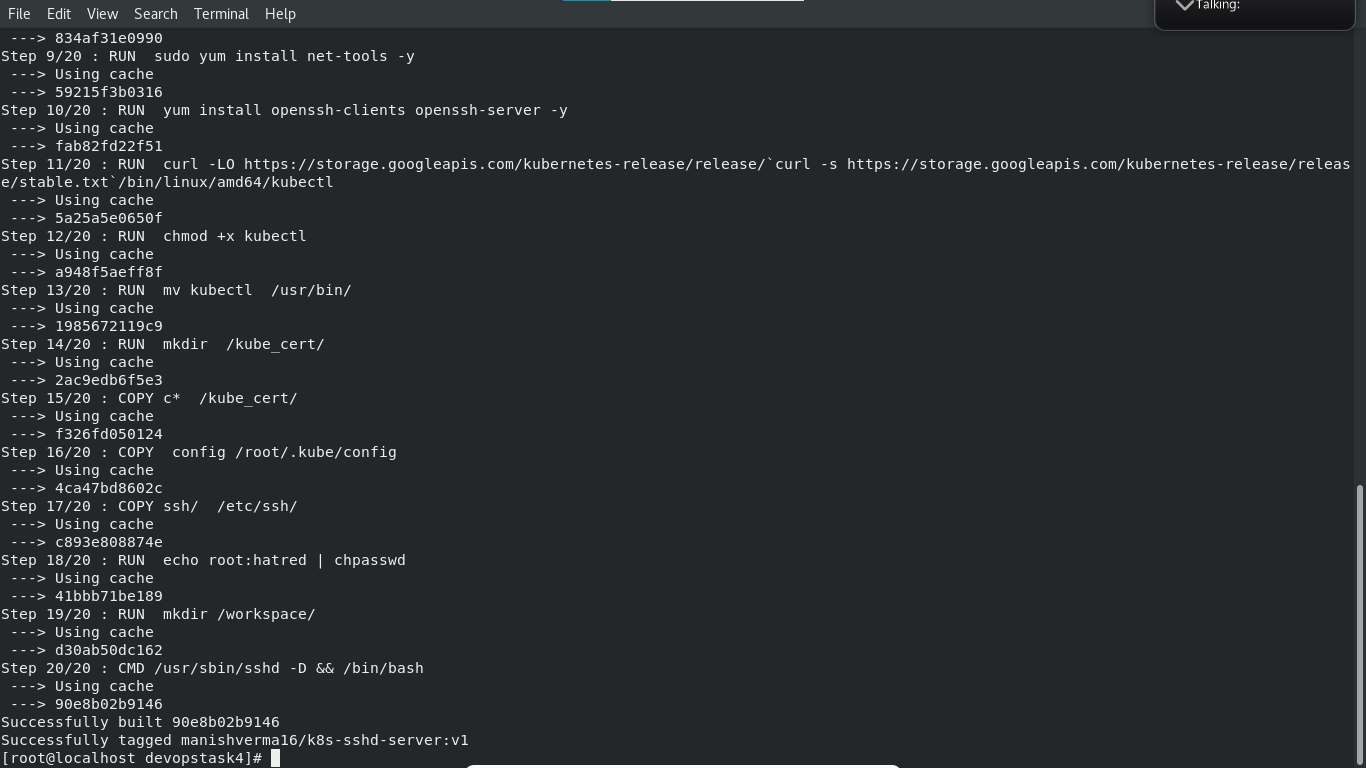 File Edit View Search Terminal Help
Talking:
---> 834af31e0990
Step 9/20 : RUN  sudo yum install net-tools -y
---> Using cache
---> 59215f3b0316
Step 10/20 : RUN  yum install openssh-clients openssh-server -y
---> Using cache
---> fab82fd22f51
Step 11/20 : RUN  curl -LO https://storage.googleapis.com/kubernetes-release/release/`curl -s https://storage.googleapis.com/kubernetes-release/releas
e/stable.txt`/bin/linux/amd64/kubectl
---> Using cache
---> 5a25a5e0650f
Step 12/20 : RUN  chmod +x kubectl
---> Using cache
---> a948f5aeff8f
Step 13/20 : RUN  mv kubectl  /usr/bin/
---> Using cache
---> 1985672119c9
Step 14/20 : RUN  mkdir  /kube_cert/
---> Using cache
---> 2ac9edb6f5e3
Step 15/20 : COPY c*  /kube_cert/
---> Using cache
---> f326fd050124
Step 16/20 : COPY  config /root/.kube/config
---> Using cache
---> 4ca47bd8602c
Step 17/20 : COPY ssh/  /etc/ssh/
---> Using cache
---> c893e808874e
Step 18/20 : RUN  echo root:hatred | chpasswd
---> Using cache
---> 41bbb71be189
Step 19/20 : RUN  mkdir /workspace/
---> Using cache
---> d30ab50dc162
Step 20/20 : CMD /usr/sbin/sshd -D && /bin/bash
---> Using cache
---> 90e8b02b9146
Successfully built 90e8b02b9146
Successfully tagged manishverma16/k8s-sshd-server:v1
[root@localhost devopstask4]#